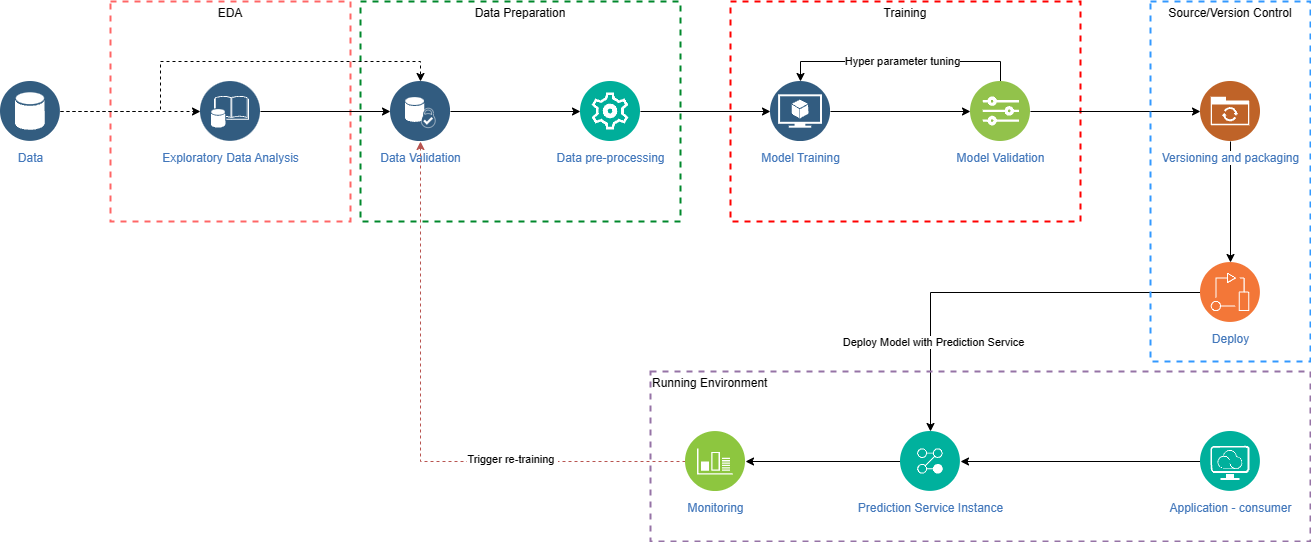 EDA
Data Preparation
Training
Source/Version Control
Hyper parameter tuning
Data
Exploratory Data Analysis
Data Validation
Data pre-processing
Model Training
Model Validation
Versioning and packaging
Deploy
Deploy Model with Prediction Service
Running Environment
Trigger re-training
Monitoring
Prediction Service Instance
Application - consumer